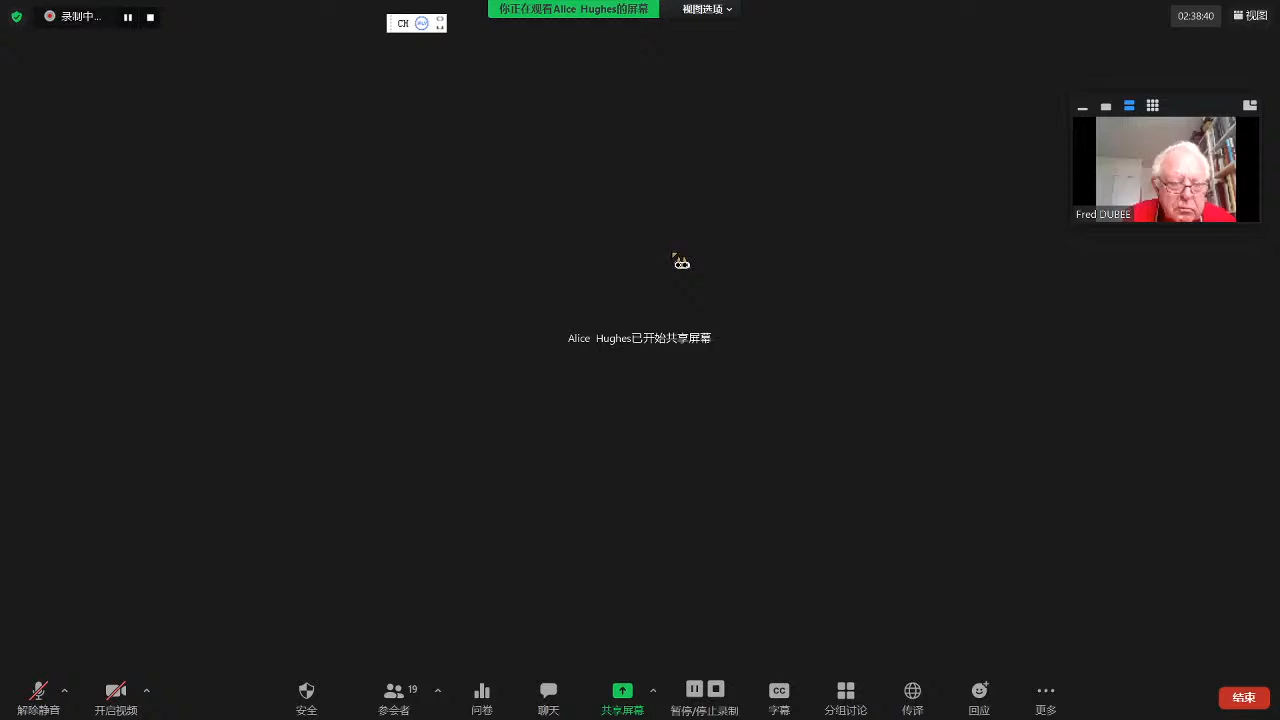 录制中...
CH
你正在观看Alice Hughes的屏幕
视图选项
02:38:40
视图
Fred DUBEE
Alice Hughes已开始共享屏幕
19
CC
解除静音
开启视频
安全
参会者
问卷
聊天
共享屏幕
暂停/停止录制
字幕
分组讨论
传译
回应
更多
结束